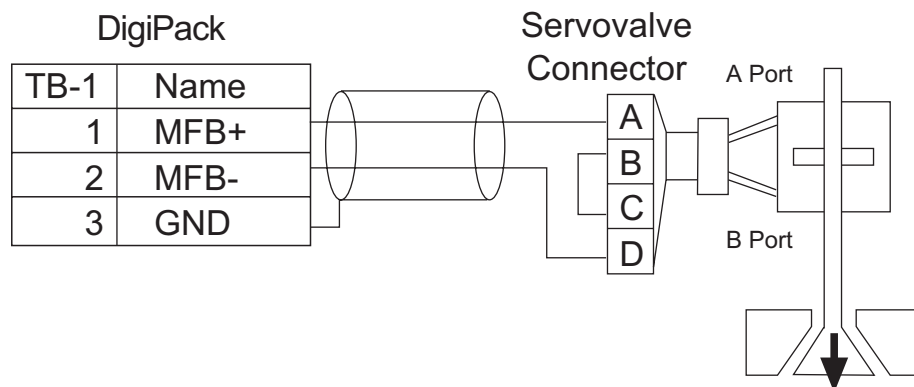 DigiPack
TB-1 Name
1 MFB+
2 MFB-
3 GND
Servovalve
Connector
A
B
C
D
A Port
B Port